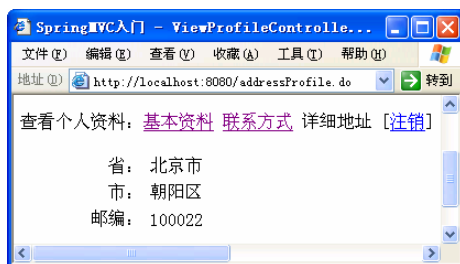 SpringMVC入门 - ViewProfileControlle...
文件(F) 编辑(E) 查看(V) 收藏(A) 工具(T) 帮助(H)
地址(D) http://localhost:8080/addressProfile.do 转到
查看个人资料: 基本资料 联系方式 详细地址 [注销]
省: 北京市
市: 朝阳区
邮编: 100022